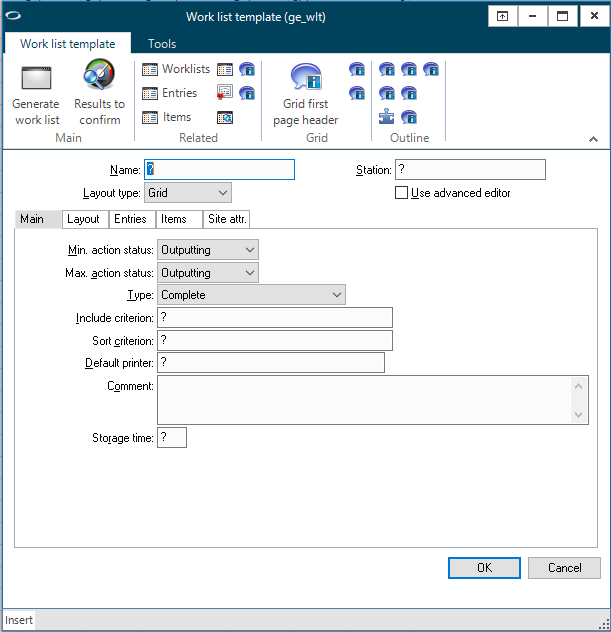 Work list template (ge_wlt)
Work list template Tools
Generate work list
Results to confirm
Main
Worklists
Entries
Items
Related
Grid first page header
Grid
Outline
Name: ? Station: ?
Layout type: Grid Use advanced editor
Main Layout Entries Items Site attr.
Min. action status: Outputting
Max. action status: Outputting
Type: Complete
Include criterion: ?
Sort criterion: ?
Default printer: ?
Comment:
Storage time: ?
OK Cancel
Insert